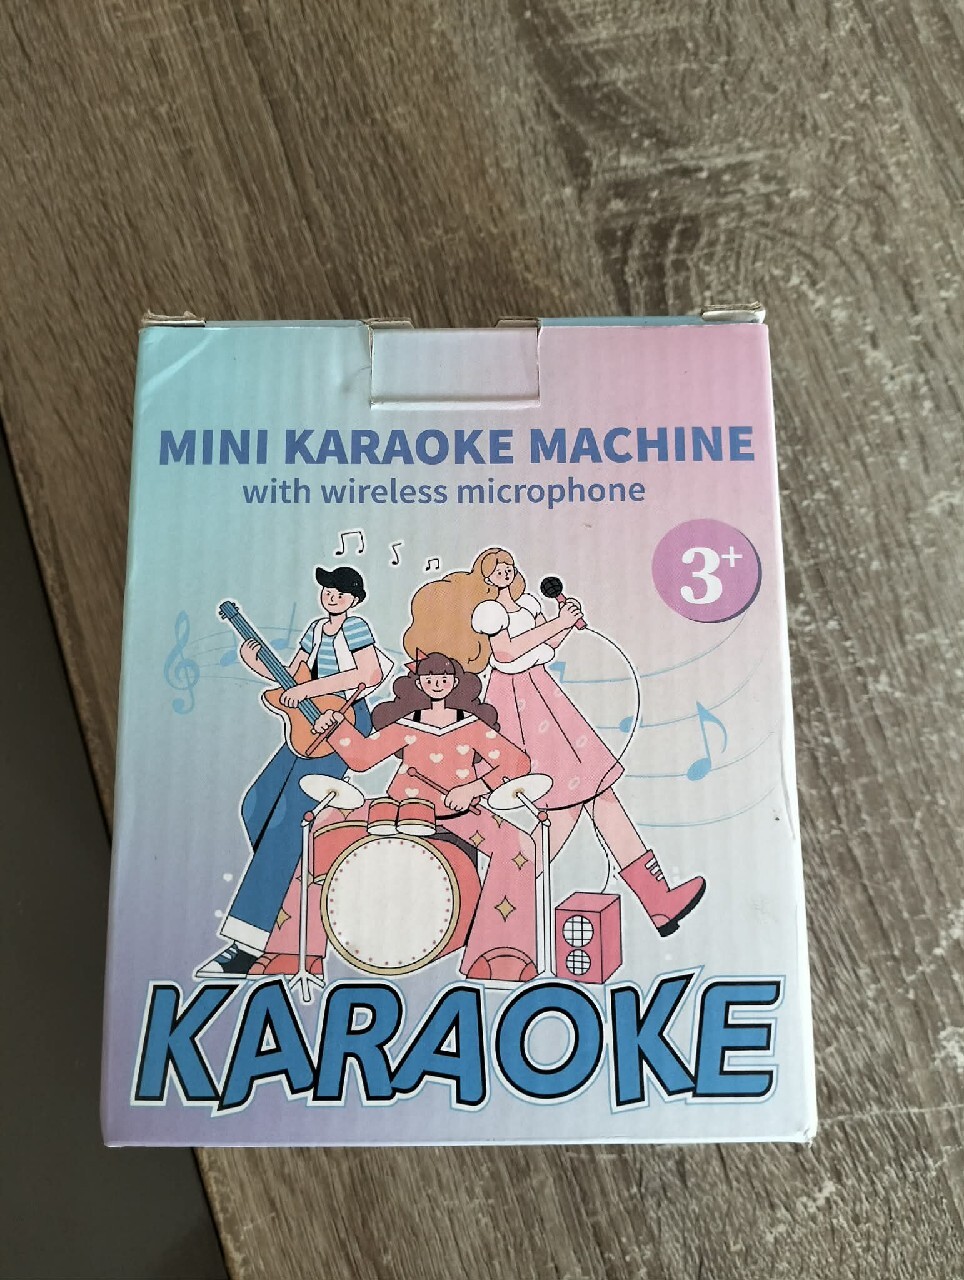 MINI KARAOKE MACHINE
with wireless microphone
3+
KARAOKE